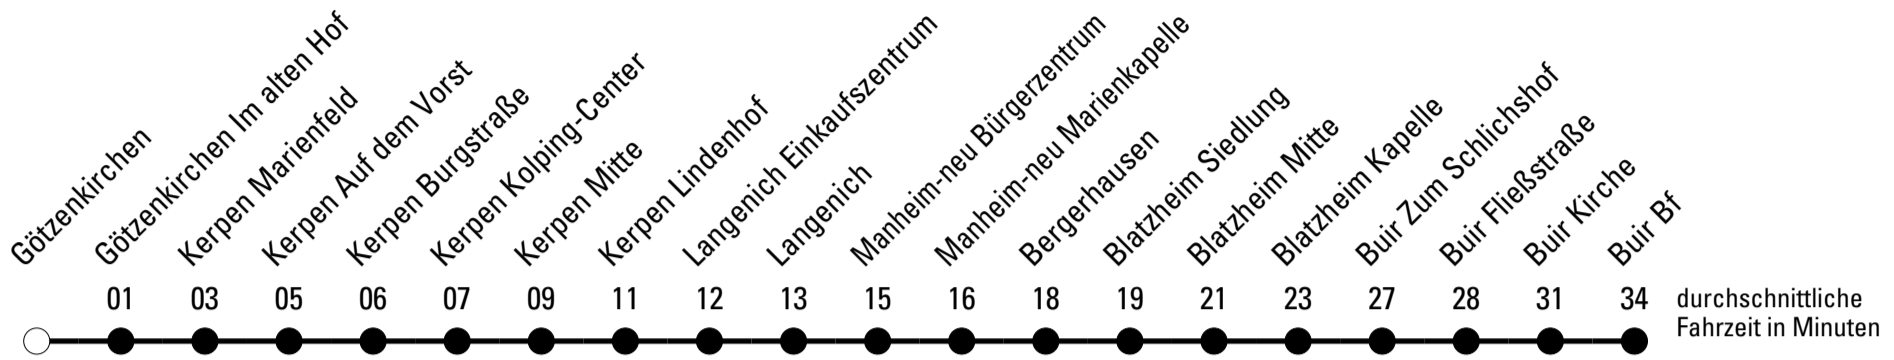 Götzenkirchen
Götzenkirchen Im alten Hof
Kerpen Marienfeld
Kerpen Auf dem Vorst
Kerpen Burgstraße
Kerpen Kolping-Center
Kerpen Mitte
Kerpen Lindenhof
Langenich Einkaufszentrum
Langenich
Manheim-neu Bürgerzentrum
Manheim-neu Marienkapelle
Bergerhausen
Blatzheim Siedlung
Blatzheim Mitte
Blatzheim Kapelle
Buir Zum Schlichshof
Buir Fließstraße
Buir Kirche
Buir Bf
01 03 05 06 07 09 11 12 13 15 16 18 19 21 23 27 28 31 34
durchschnittliche
Fahrzeit in Minuten